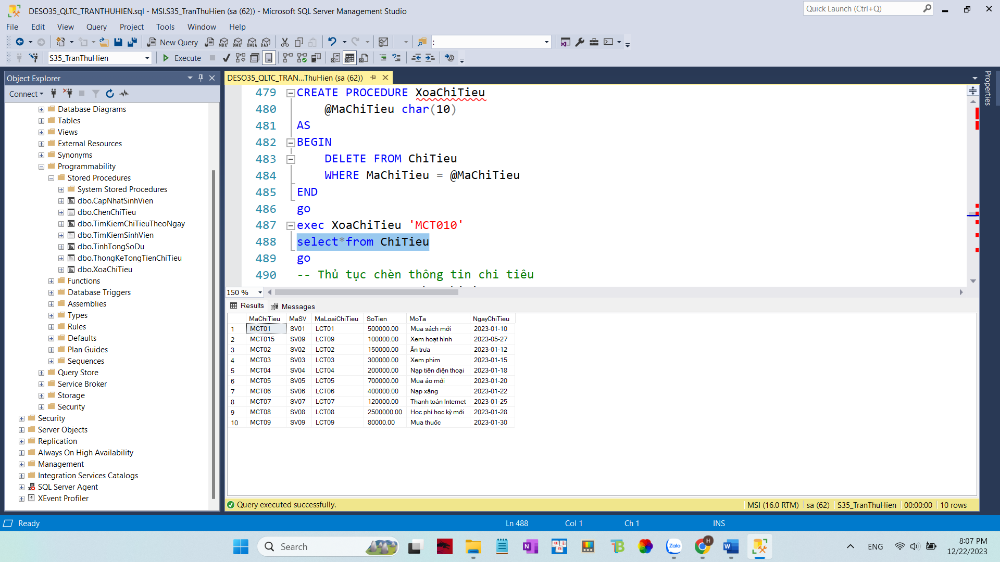 DESO35_QLTC_TRANTHUHIEN.sql - MSI.S35_TranThuHien (sa (62)) - Microsoft SQL Server Management Studio
Quick Launch (Ctrl+Q)
File Edit View Query Project Tools Window Help
New Query
MDX DMX XMLA DAX
:
S35_TranThuHien
Execute
Object Explorer
Connect
Database Diagrams
Tables
Views
External Resources
Synonyms
Programmability
Stored Procedures
System Stored Procedures
dbo.CapNhatSinhVien
dbo.ChenChiTieu
dbo.TimKiemChiTieuTheoNgay
dbo.TimKiemSinhVien
dbo.TinhTongSoDu
dbo.ThongKeTongTienChiTieu
dbo.XoaChiTieu
Functions
Database Triggers
Assemblies
Types
Rules
Defaults
Plan Guides
Sequences
Query Store
Service Broker
Storage
Security
Security
Server Objects
Replication
Always On High Availability
Management
Integration Services Catalogs
SQL Server Agent
XEvent Profiler
DESO35_QLTC_TRAN...ThuHien (sa (62))
Properties
479 CREATE PROCEDURE XoaChiTieu
480 @MaChiTieu char(10)
481 AS
482 BEGIN
483 DELETE FROM ChiTieu
484 WHERE MaChiTieu = @MaChiTieu
485 END
486 go
487 exec XoaChiTieu 'MCT010'
488 select*from ChiTieu
489 go
490 -- Thủ tục chèn thông tin chi tiêu
150 %
Results Messages
MaChiTieu MaSV MaLoaiChiTieu SoTien MoTa NgayChiTieu
1 MCT01 SV01 LCT01 500000.00 Mua sách mới 2023-01-10
2 MCT015 SV09 LCT09 100000.00 Xem hoạt hình 2023-05-27
3 MCT02 SV02 LCT02 150000.00 Ăn trưa 2023-01-12
4 MCT03 SV03 LCT03 300000.00 Xem phim 2023-01-15
5 MCT04 SV04 LCT04 200000.00 Nạp tiền điện thoại 2023-01-18
6 MCT05 SV05 LCT05 700000.00 Mua áo mới 2023-01-20
7 MCT06 SV06 LCT06 400000.00 Nạp xăng 2023-01-22
8 MCT07 SV07 LCT07 120000.00 Thanh toán Internet 2023-01-25
9 MCT08 SV08 LCT08 2500000.00 Học phí học kỳ mới 2023-01-28
10 MCT09 SV09 LCT09 80000.00 Mua thuốc 2023-01-30
Query executed successfully.
MSI (16.0 RTM) sa (62) S35_TranThuHien 00:00:00 10 rows
Ready
Ln 488 Col 1 Ch 1 INS
Search
Zalo
H
ENG
8:07 PM
12/22/2023